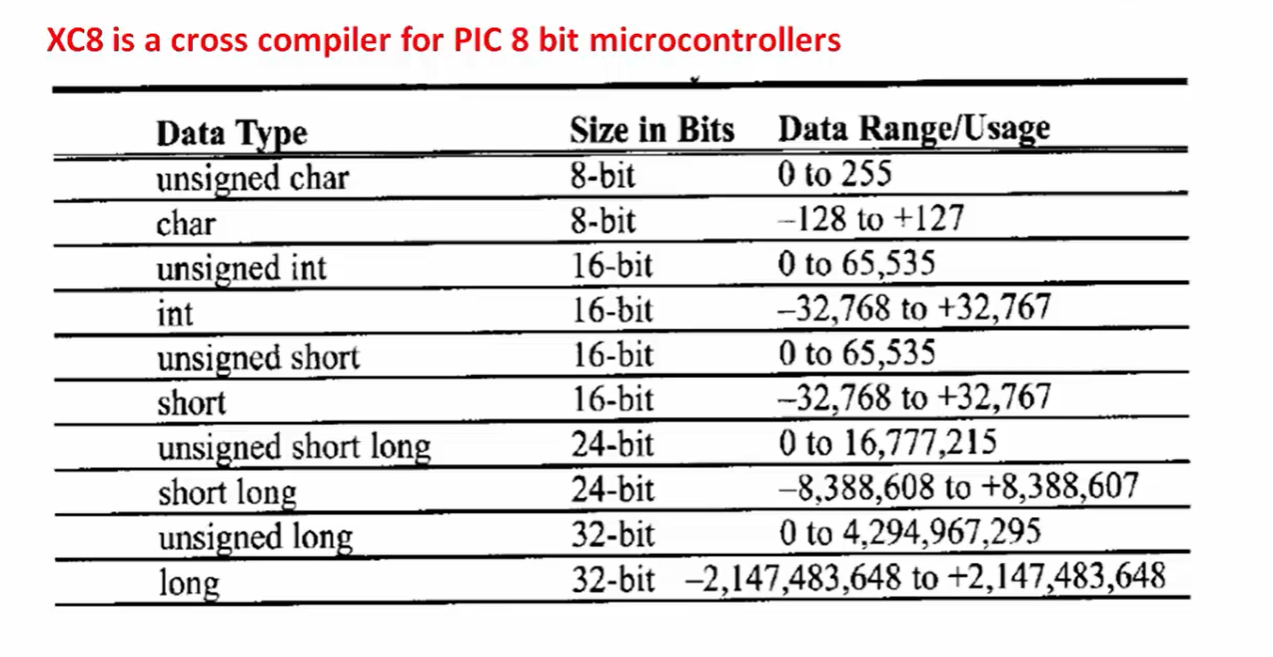 XC8 is a cross compiler for PIC 8 bit microcontrollers
Data Type Size in Bits Data Range/Usage
unsigned char 8-bit 0 to 255
char 8-bit –128 to +127
unsigned int 16-bit 0 to 65,535
int 16-bit –32,768 to +32,767
unsigned short 16-bit 0 to 65,535
short 16-bit –32,768 to +32,767
unsigned short long 24-bit 0 to 16,777,215
short long 24-bit –8,388,608 to +8,388,607
unsigned long 32-bit 0 to 4,294,967,295
long 32-bit –2,147,483,648 to +2,147,483,648